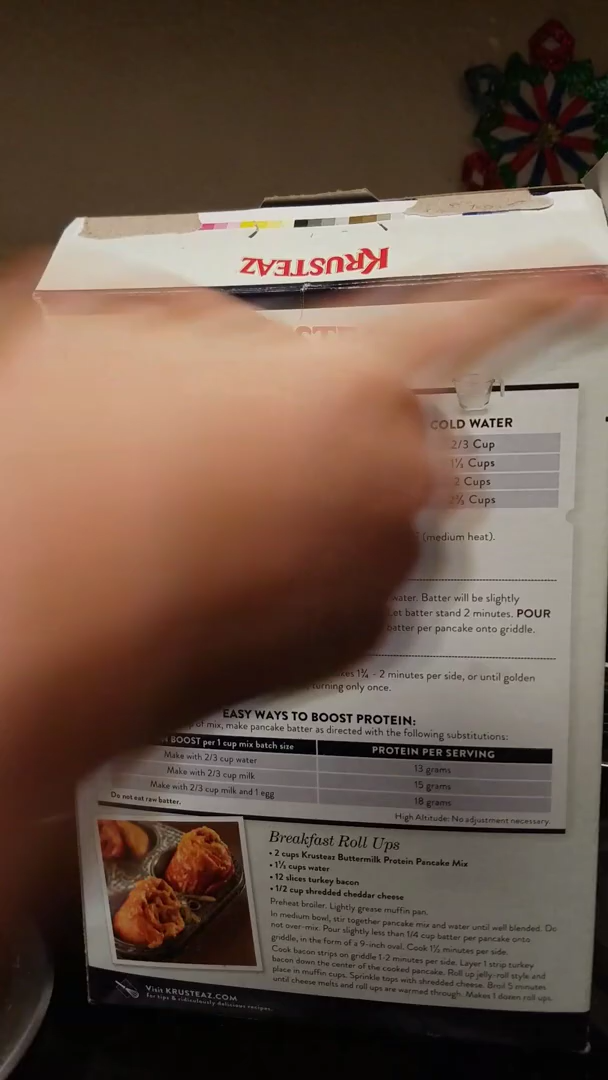 KRUSTEAZ
COLD WATER
2/3 Cup
1⅓ Cups
2 Cups
Cups
(medium heat).
water. Batter will be slightly
Let batter stand 2 minutes. POUR
batter per pancake onto griddle.
1¾ - 2 minutes per side, or until golden
turning only once.
EASY WAYS TO BOOST PROTEIN:
of mix, make pancake batter as directed with the following substitutions:
BOOST per 1 cup mix batch size PROTEIN PER SERVING
Make with 2/3 cup water 13 grams
Make with 2/3 cup milk 15 grams
Make with 2/3 cup milk and 1 egg 18 grams
Do not eat raw batter. High Altitude: No adjustment necessary.
Breakfast Roll Ups
• 2 cups Krusteaz Buttermilk Protein Pancake Mix
• 1⅓ cups water
• 12 slices turkey bacon
• 1/2 cup shredded cheddar cheese
Preheat broiler. Lightly grease muffin pan.
In medium bowl, stir together pancake mix and water until well blended. Do
not over-mix. Pour slightly less than 1/4 cup batter per pancake onto
griddle, in the form of a 9-inch oval. Cook 1½ minutes per side.
Cook bacon strips on griddle 1-2 minutes per side. Layer 1 strip turkey
bacon down the center of the cooked pancake. Roll up jelly-roll style and
place in muffin cups. Sprinkle tops with shredded cheese. Broil 5 minutes
until cheese melts and roll ups are warmed through. Makes 1 dozen roll ups.
Visit KRUSTEAZ.COM
for tips & ridiculously delicious recipes.